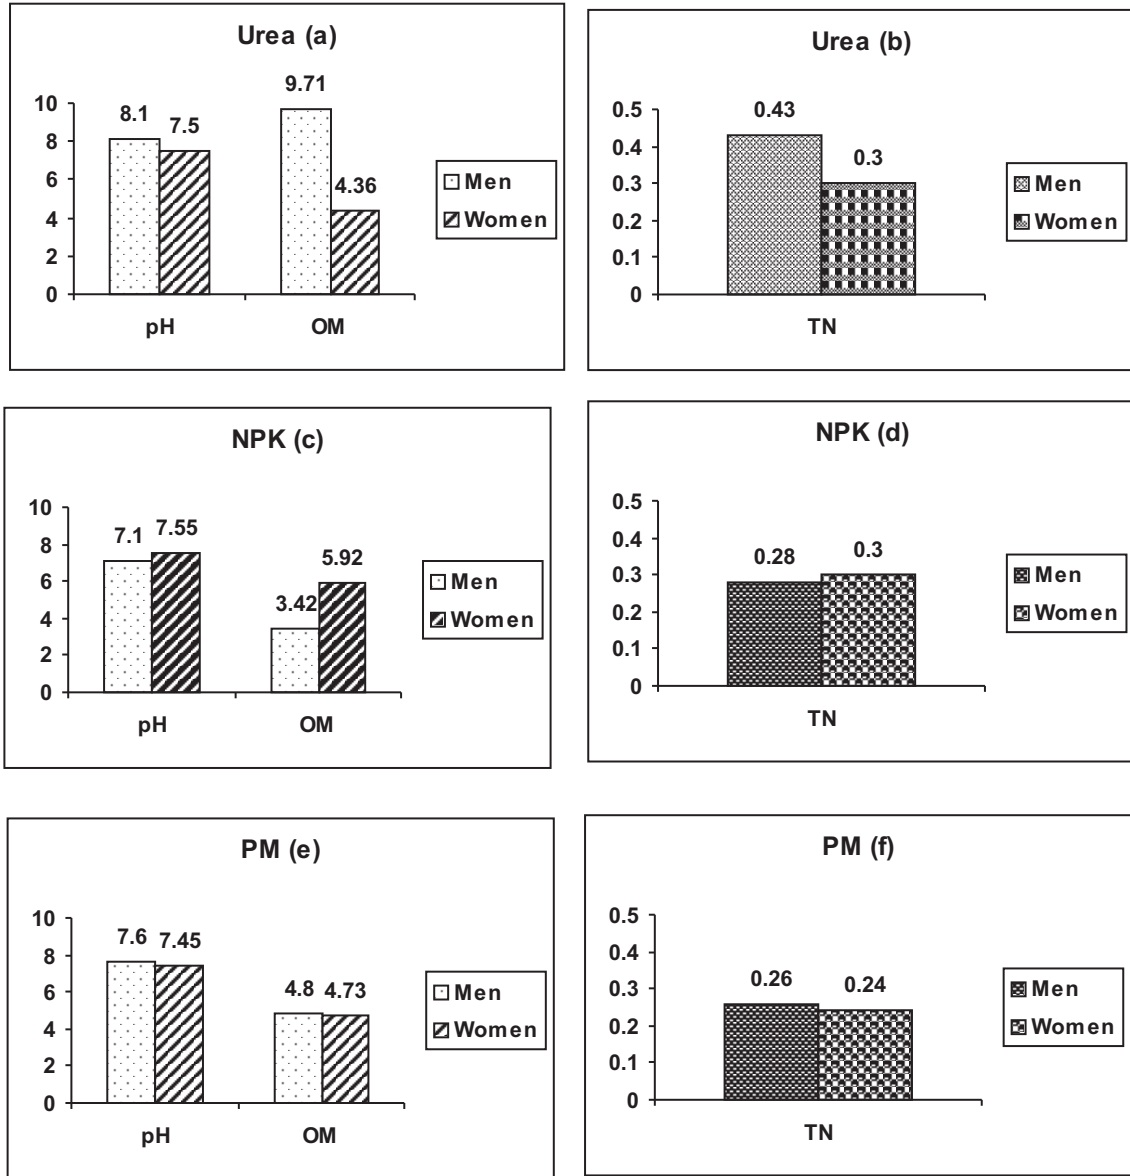 Urea (a)
10
8
6
4
2
0
8.1
7.5
9.71
4.36
pH
OM
Men
Women
Urea (b)
0.5
0.4
0.3
0.2
0.1
0
0.43
0.3
TN
Men
Women
NPK (c)
10
8
6
4
2
0
7.1
7.55
3.42
5.92
pH
OM
Men
Women
NPK (d)
0.5
0.4
0.3
0.2
0.1
0
0.28
0.3
TN
Men
Women
PM (e)
10
8
6
4
2
0
7.6
7.45
4.8
4.73
pH
OM
Men
Women
PM (f)
0.5
0.4
0.3
0.2
0.1
0
0.26
0.24
TN
Men
Women